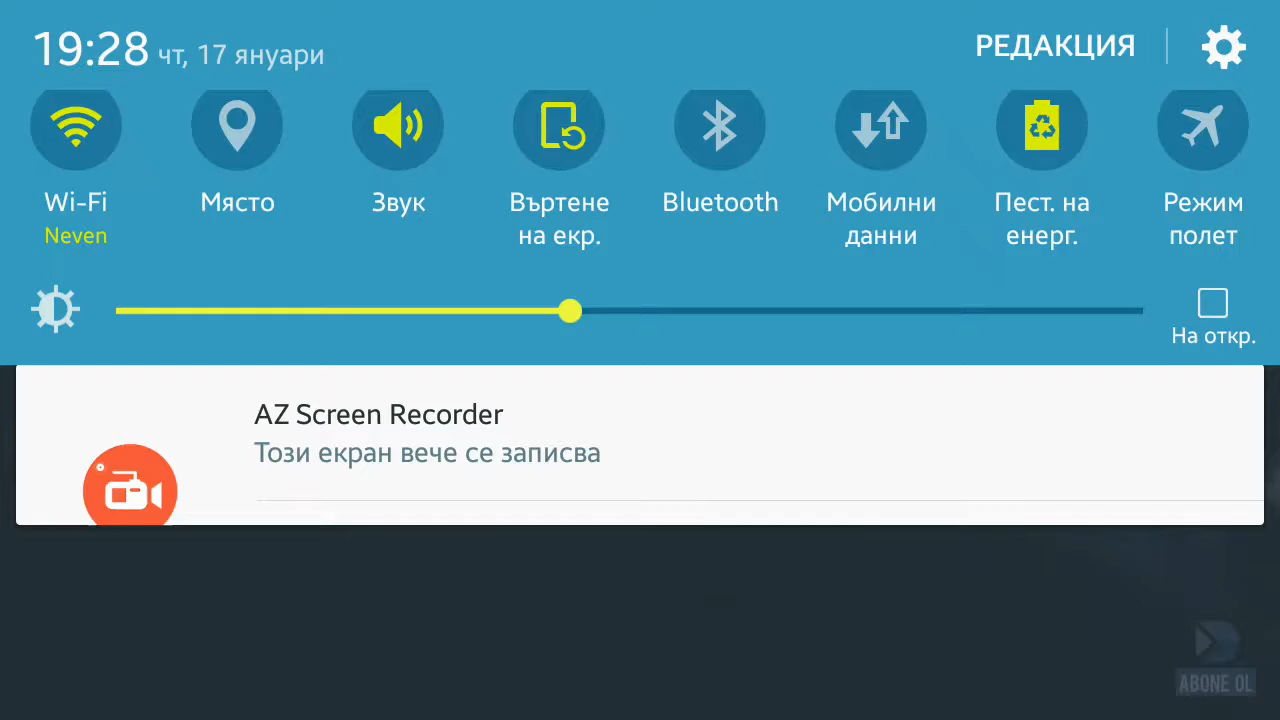 19:28 чт, 17 януари
РЕДАКЦИЯ
Wi-Fi
Neven
Място
Звук
Въртене
на екр.
Bluetooth
Мобилни
данни
Пест. на
енерг.
Режим
полет
На откр.
AZ Screen Recorder
Този екран вече се записва
ABONE OL